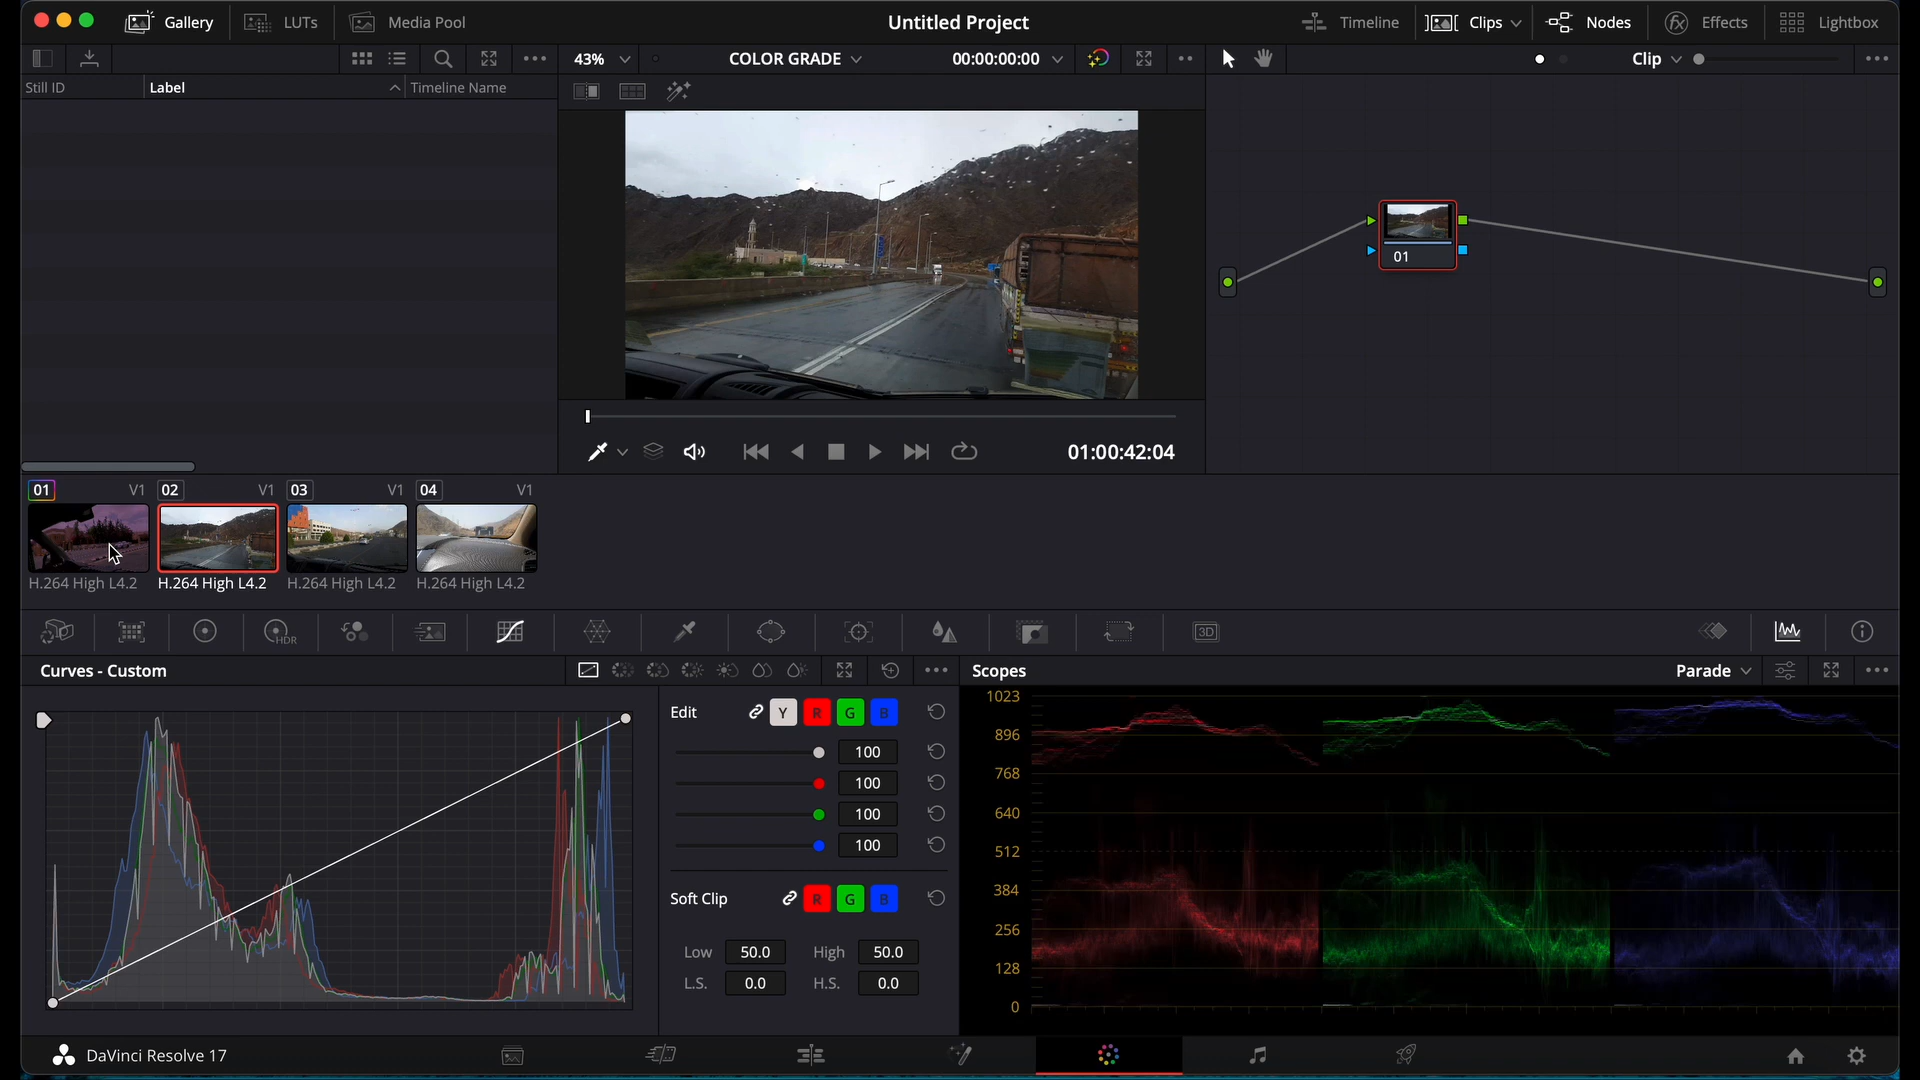 Gallery
LUTs
Media Pool
Untitled Project
Timeline
Clips
Nodes
Effects
Lightbox
43%
COLOR GRADE
00:00:00:00
Clip
Still ID
Label
Timeline Name
01
01:00:42:04
01 V1 02 V1 03 V1 04 V1
H.264 High L4.2 H.264 High L4.2 H.264 High L4.2 H.264 High L4.2
HDR
3D
Curves - Custom
Scopes
Parade
Edit
Y R G B
100
100
100
100
Soft Clip R G B
Low 50.0 High 50.0
L.S. 0.0 H.S. 0.0
1023
896
768
640
512
384
256
128
0
DaVinci Resolve 17